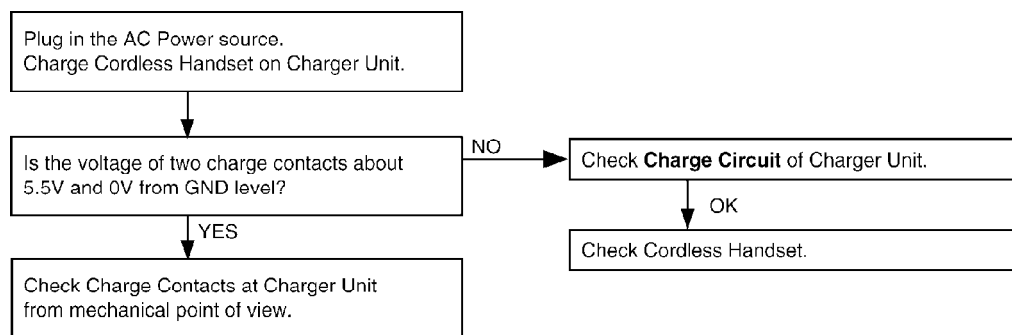 Plug in the AC Power source.
Charge Cordless Handset on Charger Unit.
Is the voltage of two charge contacts about
5.5V and 0V from GND level?
NO
Check Charge Circuit of Charger Unit.
OK
Check Cordless Handset.
YES
Check Charge Contacts at Charger Unit
from mechanical point of view.